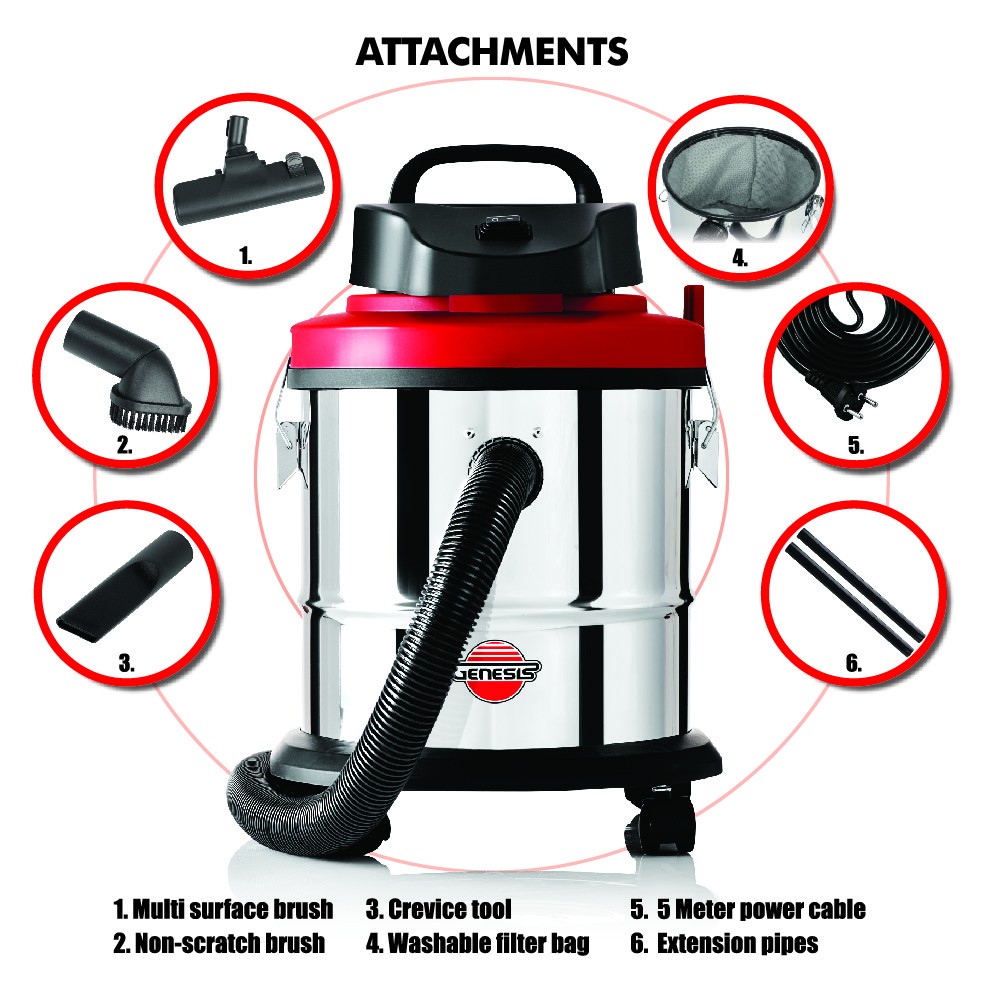 ATTACHMENTS
1.
4.
2.
5.
3.
6.
GENESIS
1. Multi surface brush
2. Non-scratch brush
3. Crevice tool
4. Washable filter bag
5. 5 Meter power cable
6. Extension pipes